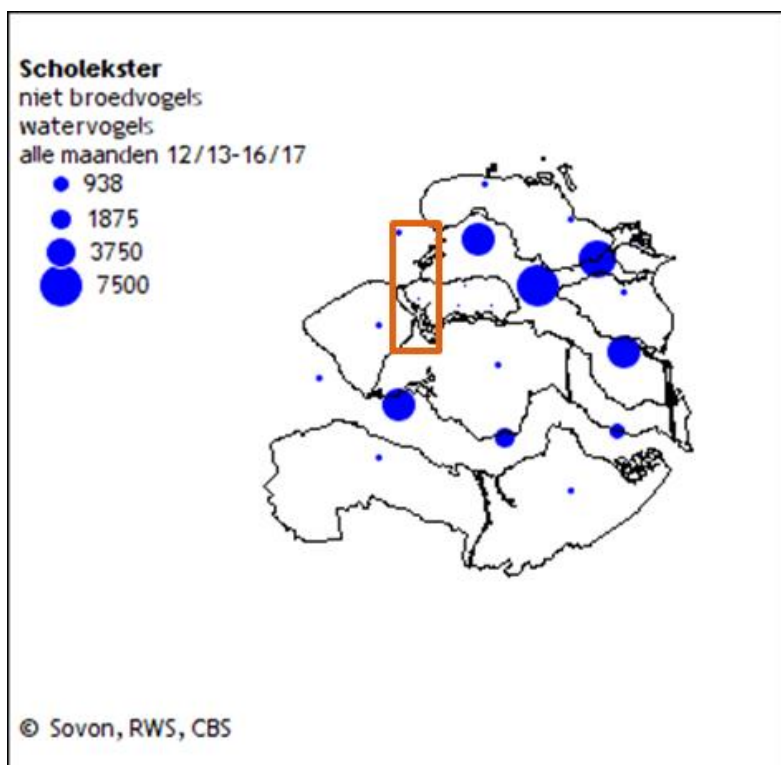 Scholekster
niet broedvogels
watervogels
alle maanden 12/13-16/17
938
1875
3750
7500
© Sovon, RWS, CBS